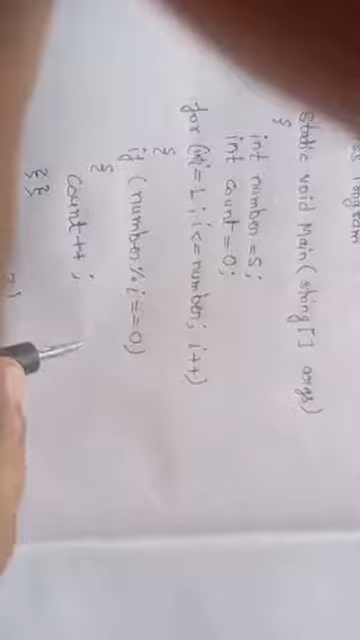 static void Main(string[] args)
{
int number = 5;
int count = 0;
for (int i = 1; i <= number; i++)
{
if (number % i == 0)
{
count++;
}}